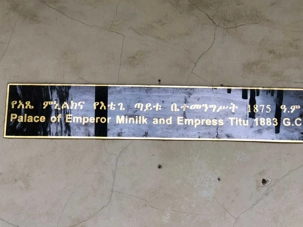 የአጼ ምኒልክና የእቴጌ ጣይቱ ቤተመንግሥት 1875 ዓ.ም
Palace of Emperor Minilk and Empress Titu 1883 G.C